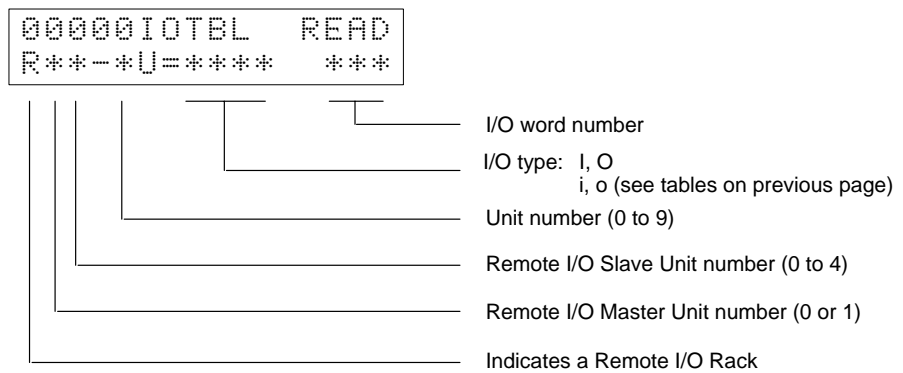 00000IOTBL READ
R**-*U=**** ***
I/O word number
I/O type: I, O
i, o (see tables on previous page)
Unit number (0 to 9)
Remote I/O Slave Unit number (0 to 4)
Remote I/O Master Unit number (0 or 1)
Indicates a Remote I/O Rack